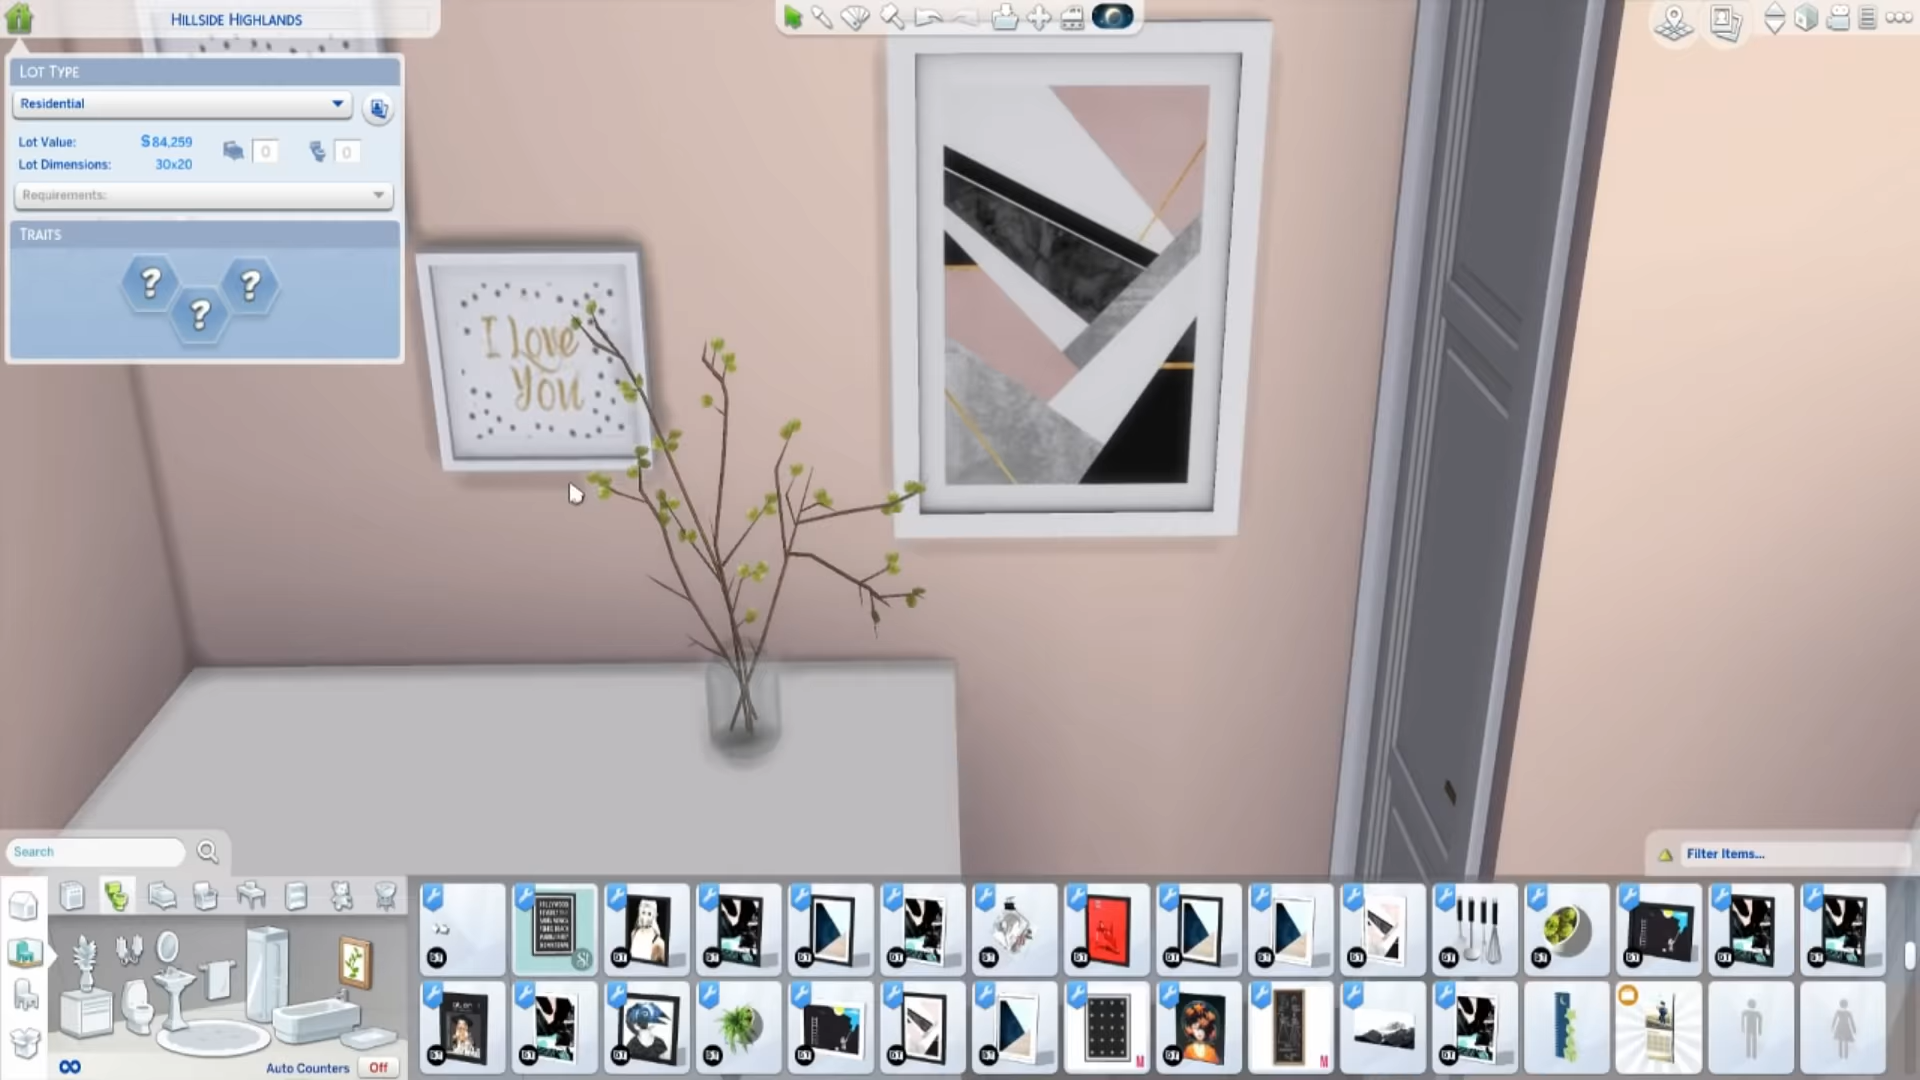 HILLSIDE HIGHLANDS
LOT TYPE
Residential
Lot Value: $84,259
0
0
Lot Dimensions: 30x20
Requirements:
TRAITS
? ? ?
I Love
You
Search
Filter Items...
Auto Counters Off